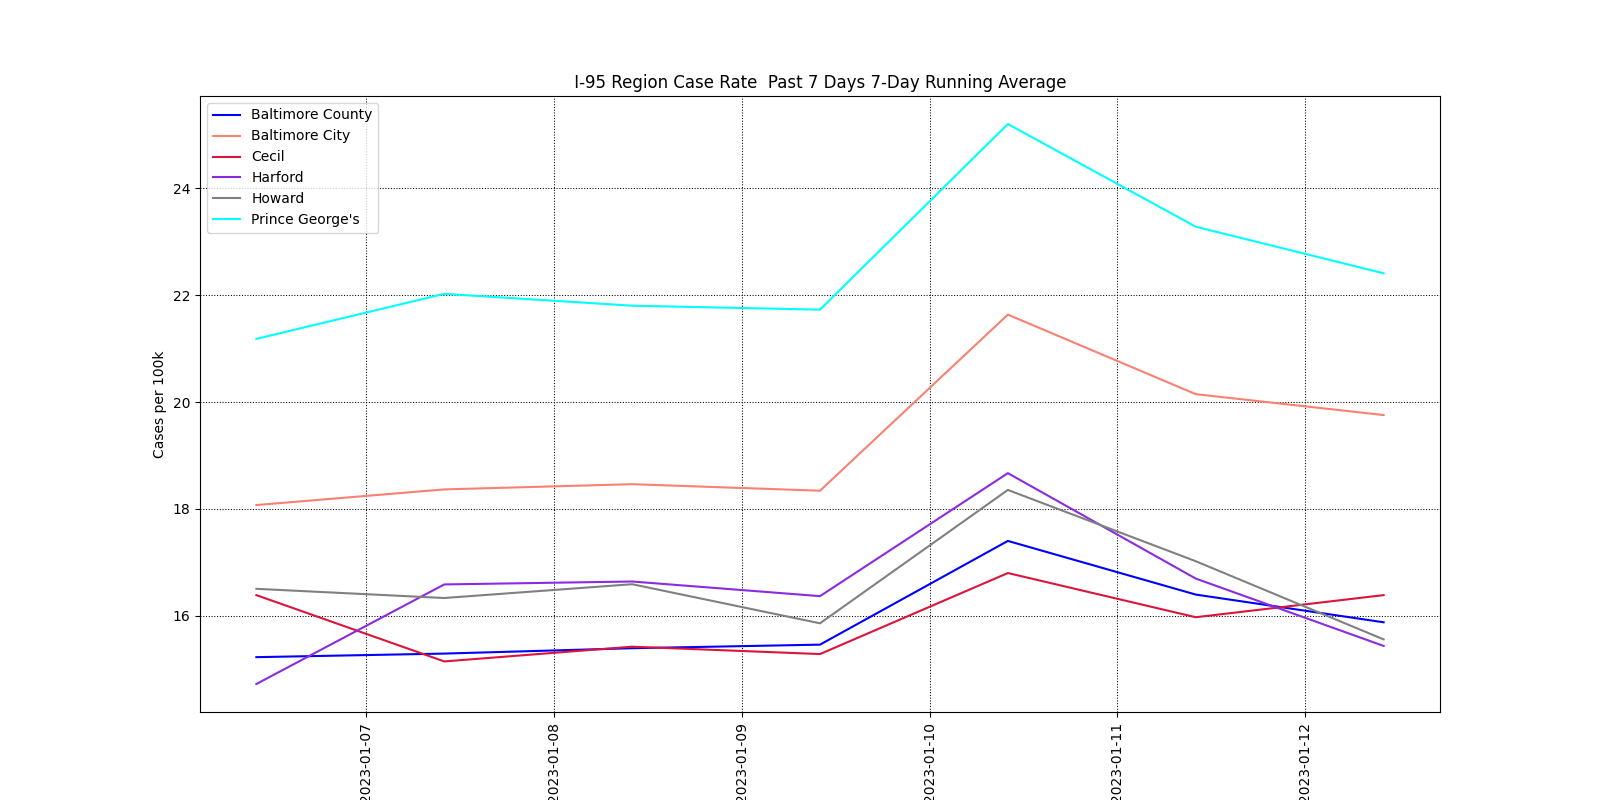 I-95 Region Case Rate  Past 7 Days 7-Day Running Average
Baltimore County
Baltimore City
Cecil
Harford
Howard
Prince George's
24
22
20
18
16
Cases per 100k
2023-01-07
2023-01-08
2023-01-09
2023-01-10
2023-01-11
2023-01-12